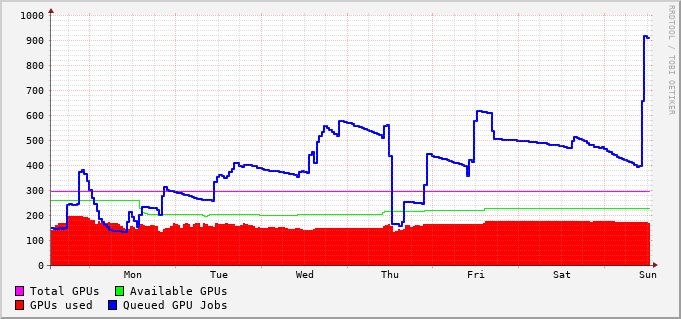 1000
900
800
700
600
500
400
300
200
100
0
Mon Tue Wed Thu Fri Sat Sun
Total GPUs Available GPUs
GPUs used Queued GPU Jobs
RRDTOOL / TOBI OETIKER